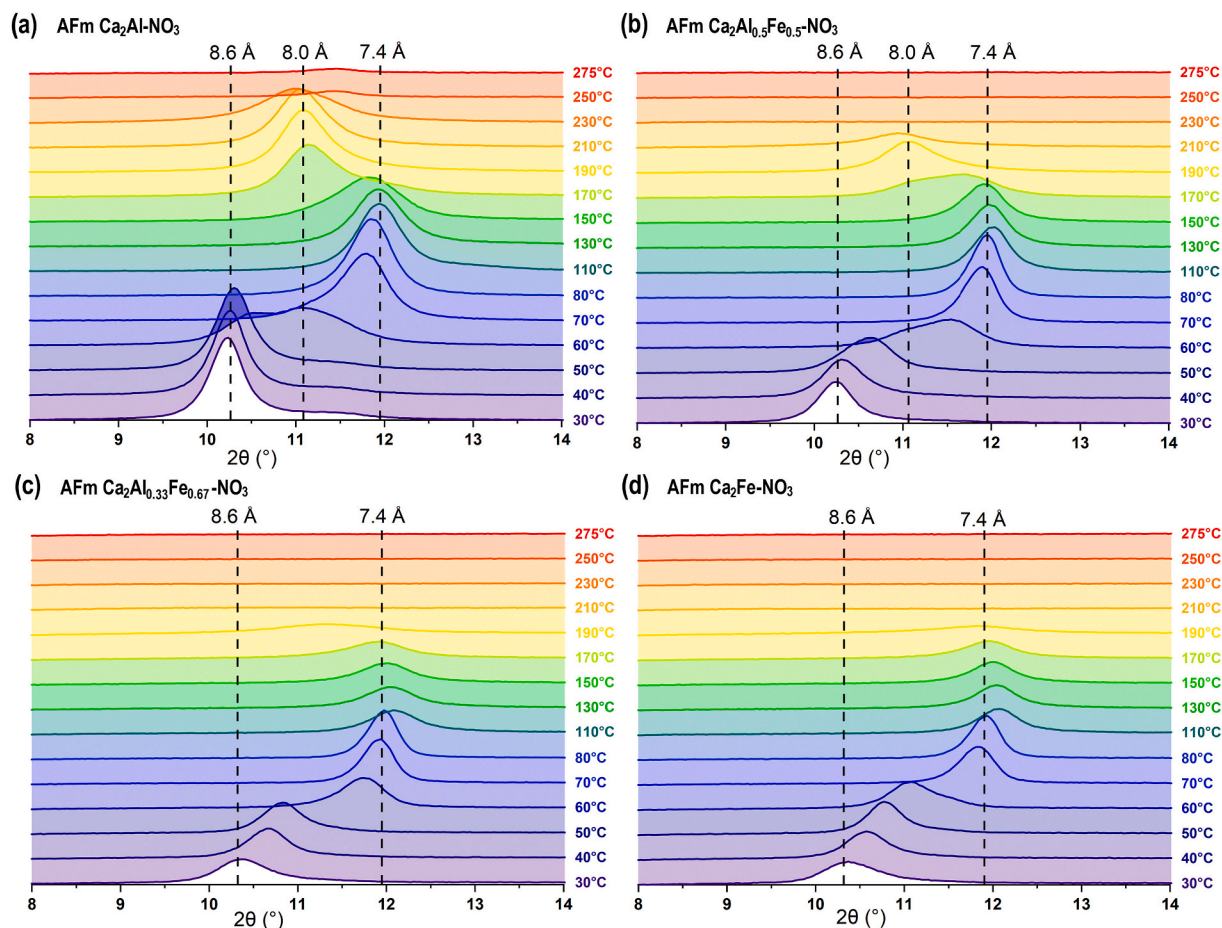 (a) AFm Ca₂Al-NO₃
8.6 Å 8.0 Å 7.4 Å
275°C
250°C
230°C
210°C
190°C
170°C
150°C
130°C
110°C
80°C
70°C
60°C
50°C
40°C
30°C
8 9 10 11 12 13 14
2θ (°)
(b) AFm Ca₂Al₀.₅Fe₀.₅-NO₃
8.6 Å 8.0 Å 7.4 Å
275°C
250°C
230°C
210°C
190°C
170°C
150°C
130°C
110°C
80°C
70°C
60°C
50°C
40°C
30°C
8 9 10 11 12 13 14
2θ (°)
(c) AFm Ca₂Al₀.₃₃Fe₀.₆₇-NO₃
8.6 Å 7.4 Å
275°C
250°C
230°C
210°C
190°C
170°C
150°C
130°C
110°C
80°C
70°C
60°C
50°C
40°C
30°C
8 9 10 11 12 13 14
2θ (°)
(d) AFm Ca₂Fe-NO₃
8.6 Å 7.4 Å
275°C
250°C
230°C
210°C
190°C
170°C
150°C
130°C
110°C
80°C
70°C
60°C
50°C
40°C
30°C
8 9 10 11 12 13 14
2θ (°)